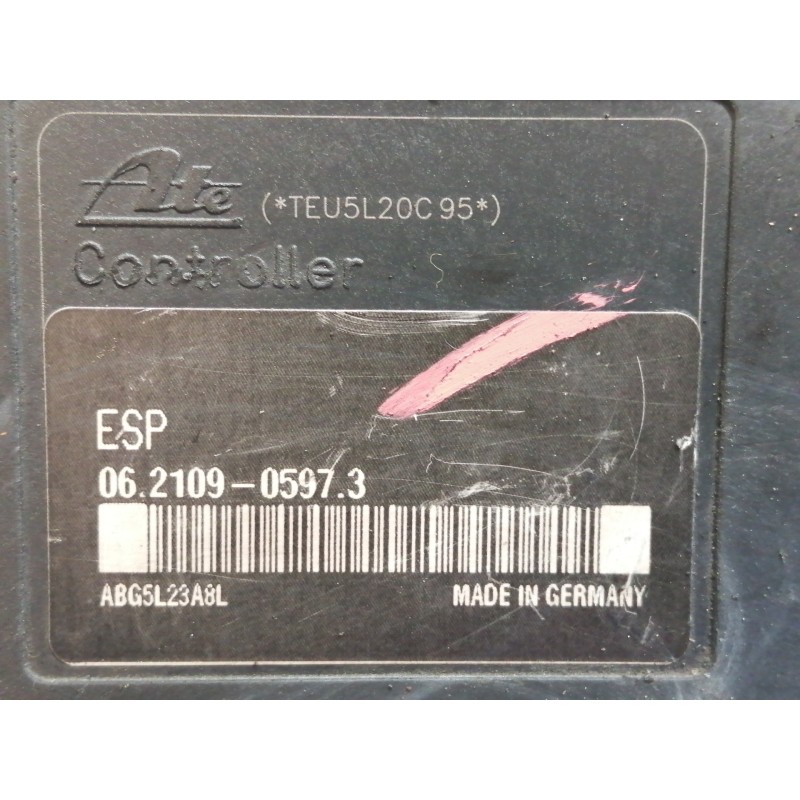 Ate (*TEU5L20C95*)
Controller
ESP
06.2109-0597.3
ABG5L23A8L MADE IN GERMANY